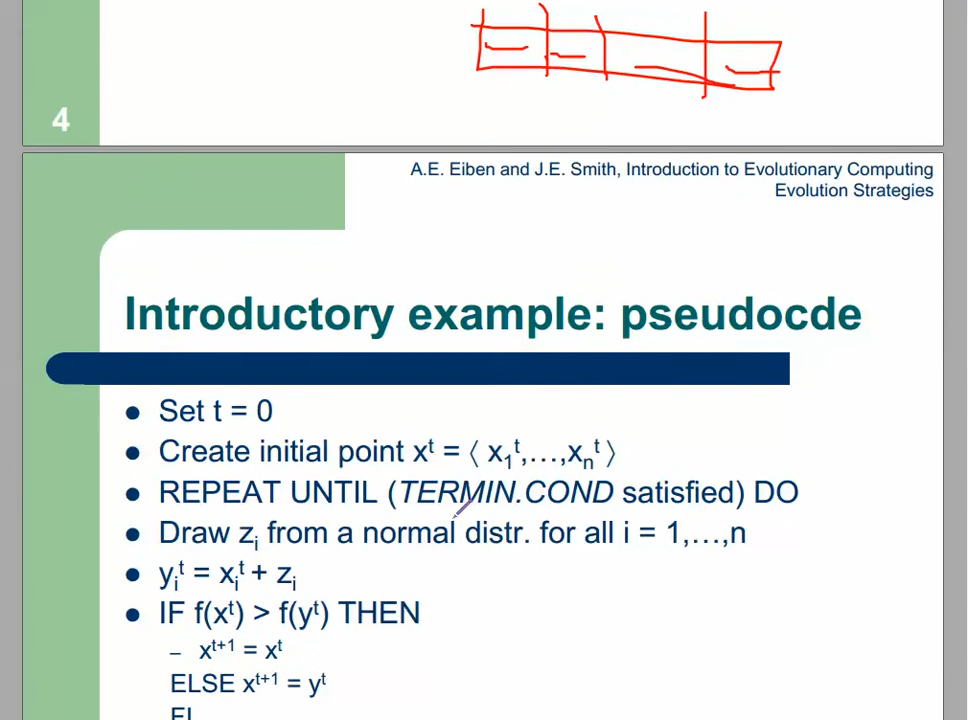 4
A.E. Eiben and J.E. Smith, Introduction to Evolutionary Computing
Evolution Strategies
Introductory example: pseudocde
● Set t = 0
● Create initial point xᵗ = ⟨ x₁ᵗ,…,xₙᵗ ⟩
● REPEAT UNTIL (TERMIN.COND satisfied) DO
● Draw zᵢ from a normal distr. for all i = 1,…,n
● yᵢᵗ = xᵢᵗ + zᵢ
● IF f(xᵗ) > f(yᵗ) THEN
– xᵗ⁺¹ = xᵗ
ELSE xᵗ⁺¹ = yᵗ